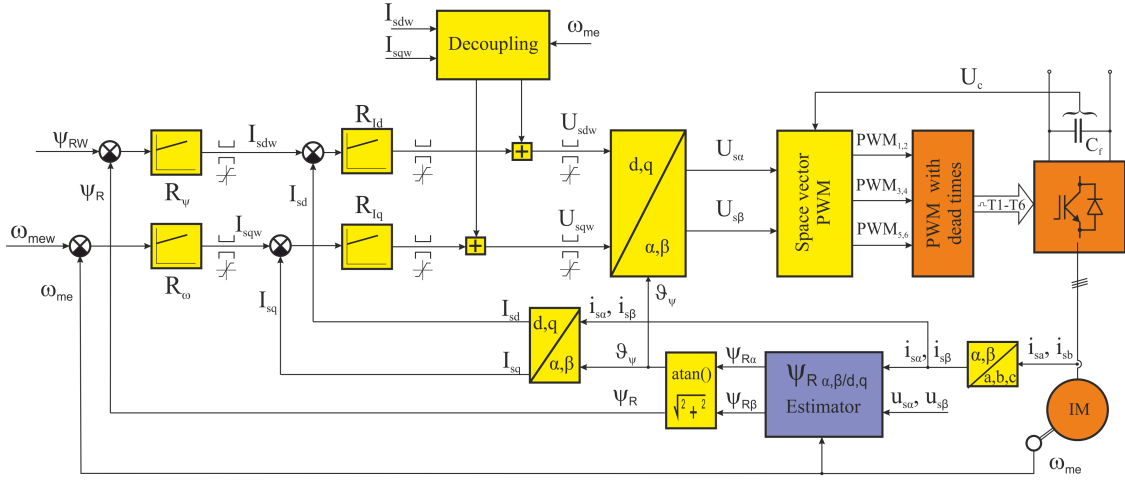 I_sdw
I_sqw
Decoupling
ω_me
U_c
C_f
Ψ_RW
Ψ_R
R_ψ
I_sdw
I_sd
R_Id
U_sdw
d,q
α,β
U_sα
U_sβ
Space vector
PWM
PWM_1,2
PWM_3,4
PWM_5,6
PWM with
dead times
T1-T6
ω_mew
ω_me
R_ω
I_sqw
I_sq
R_Iq
U_sqw
ϑ_ψ
I_sd
I_sq
d,q
α,β
i_sα, i_sβ
ϑ_ψ
Ψ_R
atan()
√2 + 2
Ψ_Rα
Ψ_Rβ
Ψ_R α,β/d,q
Estimator
i_sα, i_sβ
u_sα, u_sβ
α,β
a,b,c
i_sa, i_sb
IM
ω_me